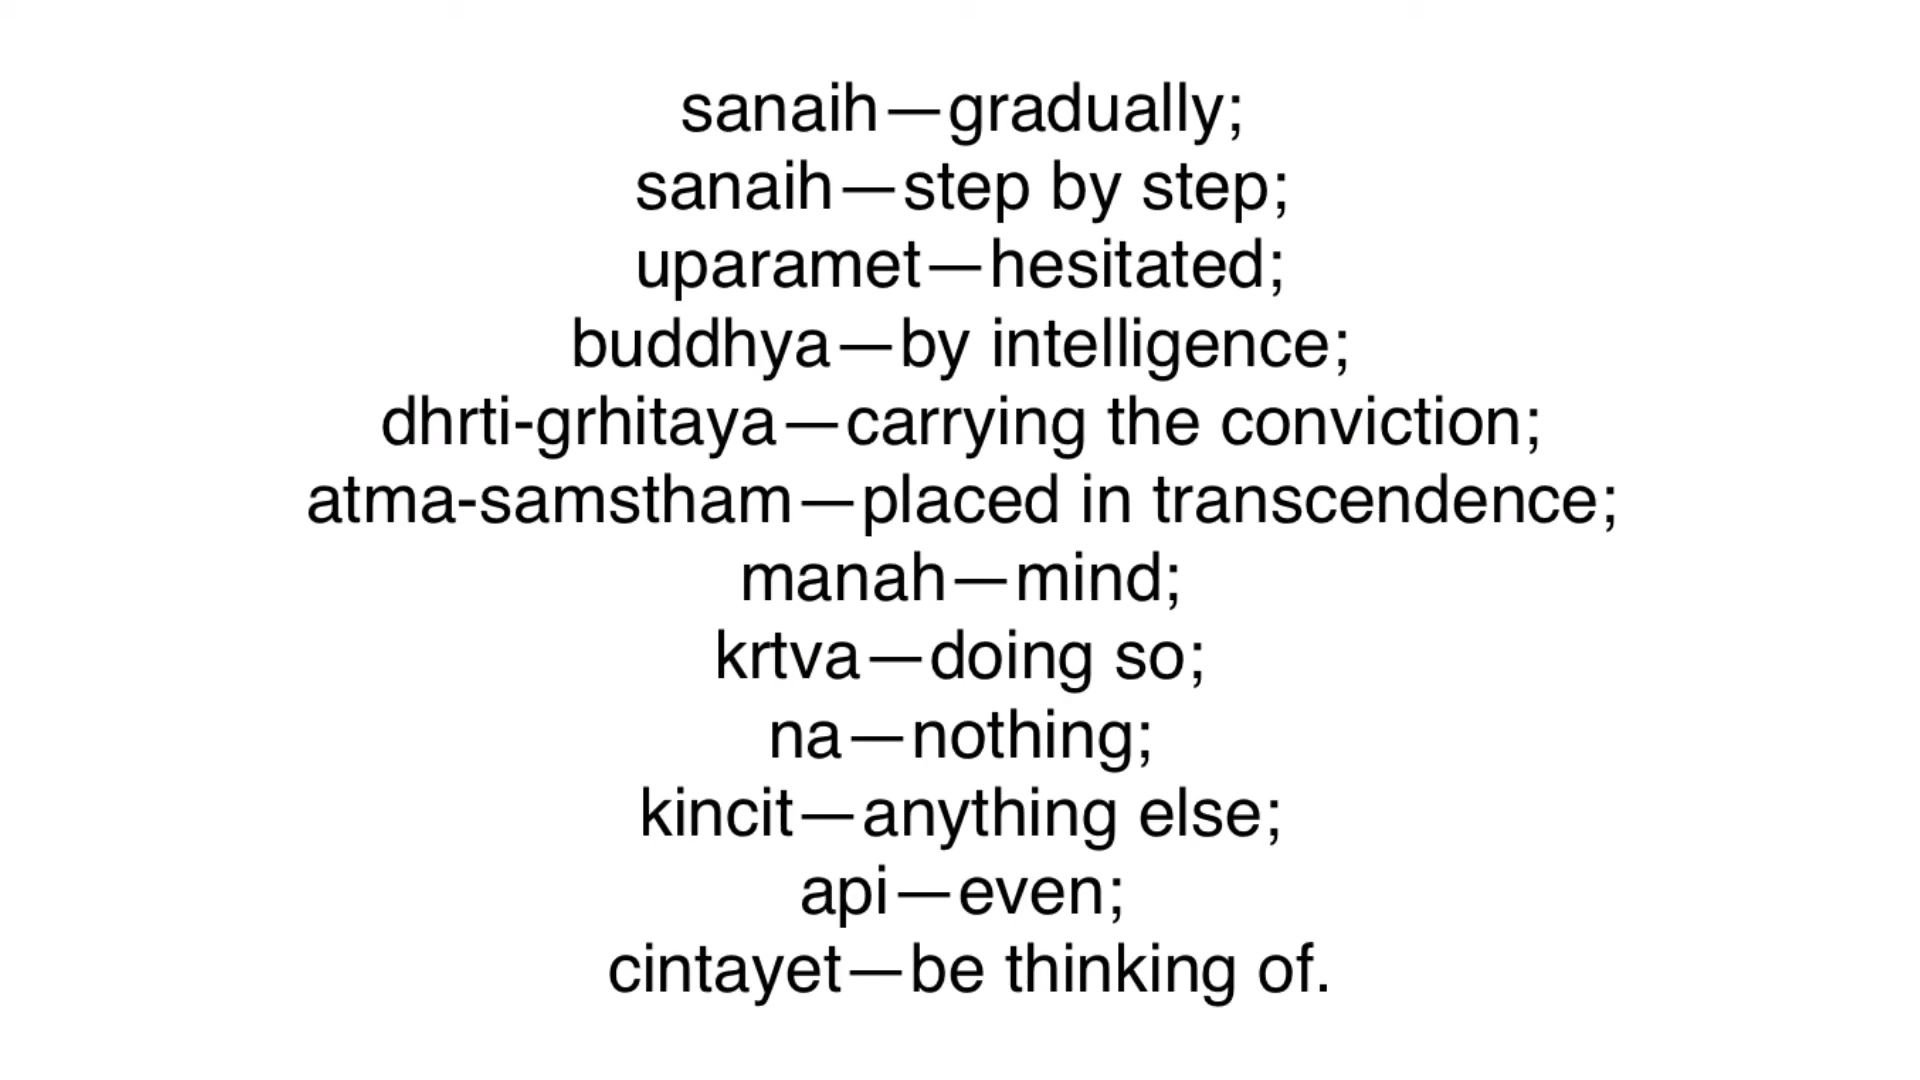 sanaih—gradually;
sanaih—step by step;
uparamet—hesitated;
buddhya—by intelligence;
dhrti-grhitaya—carrying the conviction;
atma-samstham—placed in transcendence;
manah—mind;
krtva—doing so;
na—nothing;
kincit—anything else;
api—even;
cintayet—be thinking of.